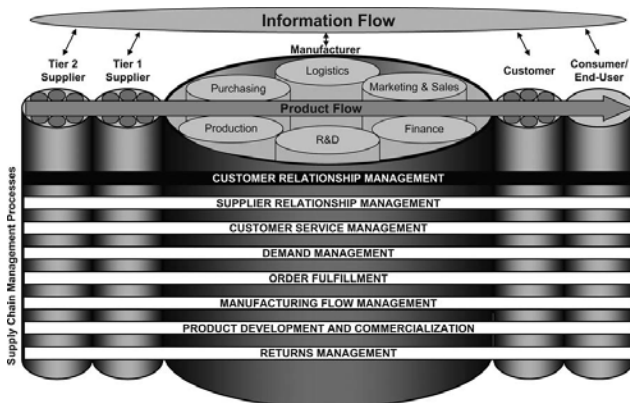 Information Flow
Manufacturer
Tier 2
Supplier
Tier 1
Supplier
Customer
Consumer/
End-User
Logistics
Purchasing
Marketing & Sales
Product Flow
Production
R&D
Finance
Supply Chain Management Processes
CUSTOMER RELATIONSHIP MANAGEMENT
SUPPLIER RELATIONSHIP MANAGEMENT
CUSTOMER SERVICE MANAGEMENT
DEMAND MANAGEMENT
ORDER FULFILLMENT
MANUFACTURING FLOW MANAGEMENT
PRODUCT DEVELOPMENT AND COMMERCIALIZATION
RETURNS MANAGEMENT